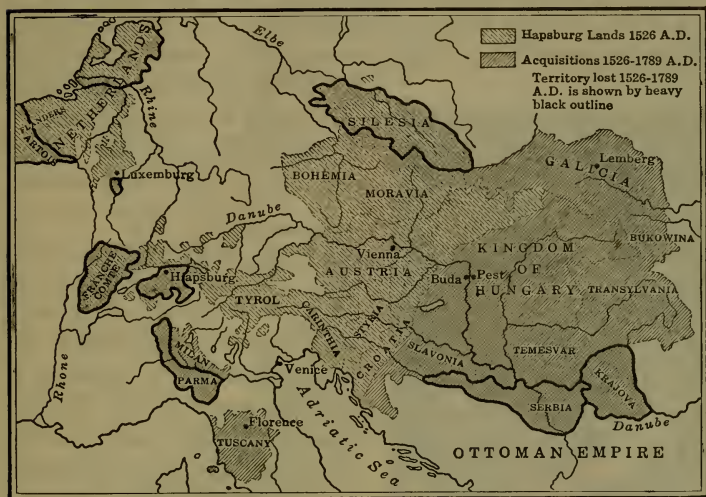 Hapsburg Lands 1526 A.D.
Acquisitions 1526-1789 A.D.
Territory lost 1526-1789
A.D. is shown by heavy
black outline
Elbe
Rhine
NETHERLANDS
FLANDERS
ARTOIS
Luxemburg
SILESIA
BOHEMIA
MORAVIA
GALICIA
Lemberg
BUKOWINA
Danube
Vienna
AUSTRIA
KINGDOM
OF
HUNGARY
Buda
Pest
TRANSYLVANIA
FRANCHE
COMTE
Hapsburg
TYROL
CARINTHIA
STYRIA
CROATIA
SLAVONIA
TEMESVAR
MILAN
PARMA
Venice
SERBIA
KRAJOVA
Rhone
Florence
TUSCANY
Adriatic Sea
Danube
OTTOMAN EMPIRE